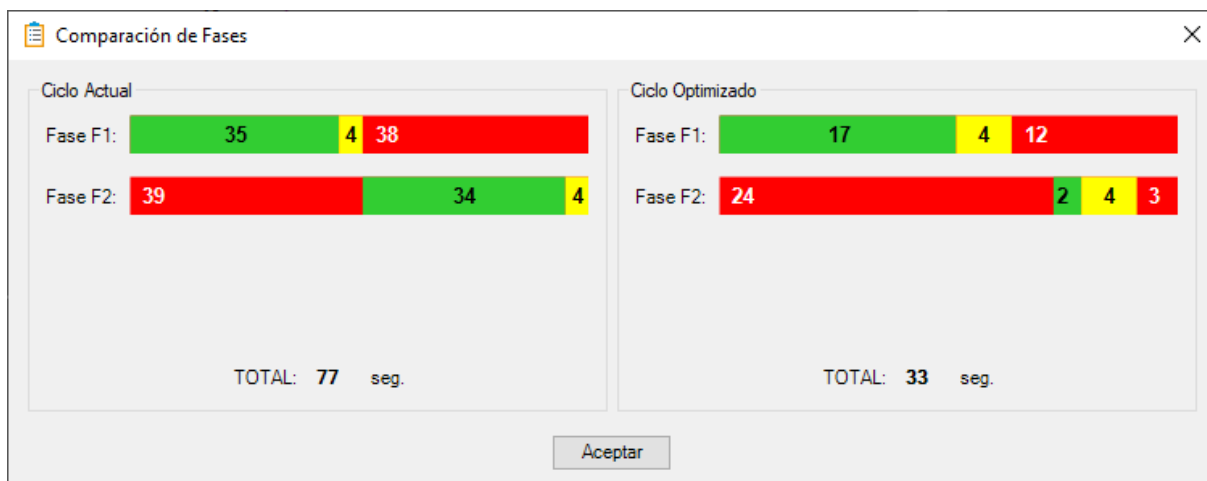 Comparación de Fases
Ciclo Actual
Fase F1: 35 4 38
Fase F2: 39 34 4
TOTAL: 77 seg.
Ciclo Optimizado
Fase F1: 17 4 12
Fase F2: 24 2 4 3
TOTAL: 33 seg.
Aceptar